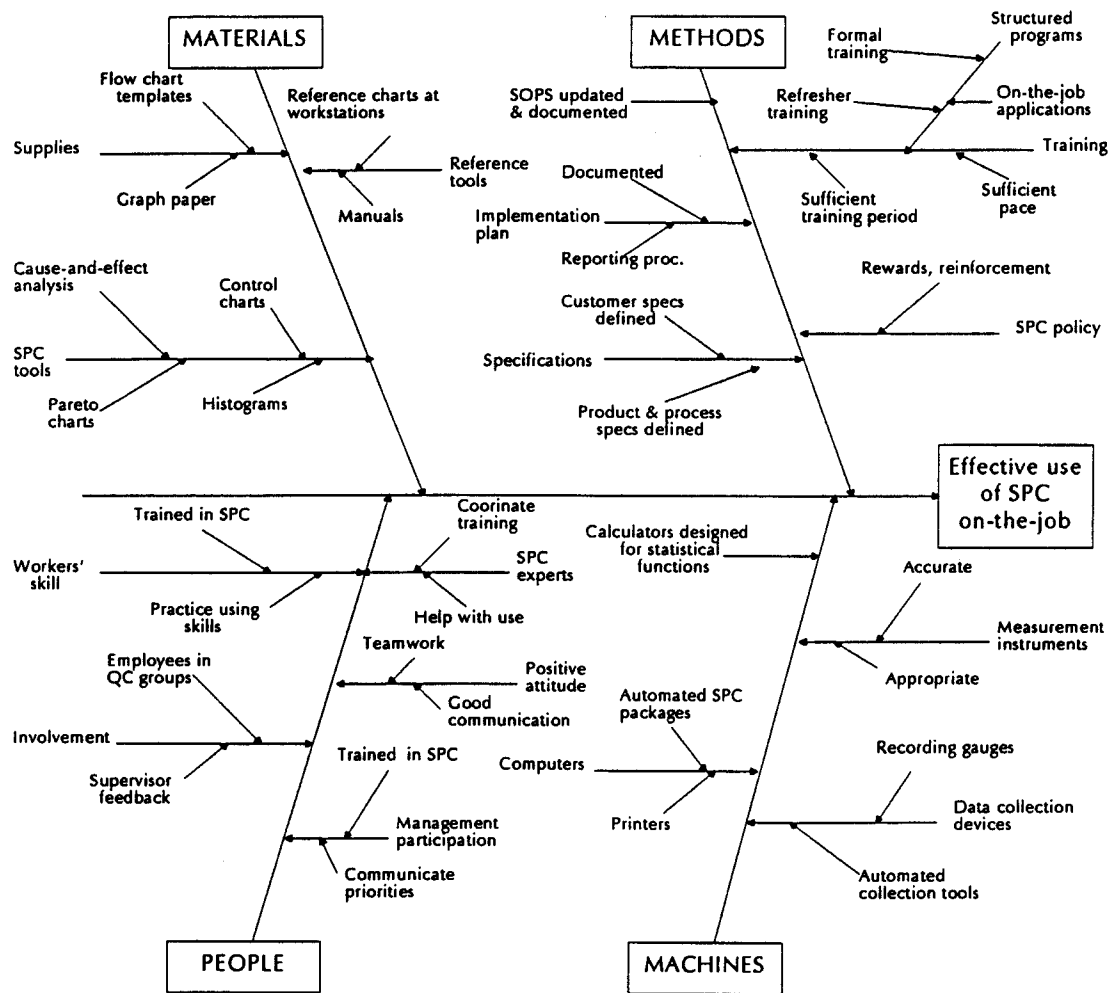 MATERIALS
Flow chart
templates
Reference charts at
workstations
Supplies
Reference
tools
Graph paper
Manuals
Cause-and-effect
analysis
Control
charts
SPC
tools
Pareto
charts
Histograms
METHODS
Structured
programs
Formal
training
SOPS updated
& documented
Refresher
training
On-the-job
applications
Training
Documented
Sufficient
training period
Sufficient
pace
Implementation
plan
Reporting proc.
Rewards, reinforcement
Customer specs
defined
SPC policy
Specifications
Product & process
specs defined
Effective use
of SPC
on-the-job
Trained in SPC
Coorinate
training
Workers'
skill
SPC
experts
Practice using
skills
Help with use
Teamwork
Employees in
QC groups
Positive
attitude
Good
communication
Involvement
Supervisor
feedback
Trained in SPC
Management
participation
Communicate
priorities
PEOPLE
Calculators designed
for statistical
functions
Accurate
Measurement
instruments
Appropriate
Automated SPC
packages
Computers
Recording gauges
Printers
Data collection
devices
Automated
collection tools
MACHINES